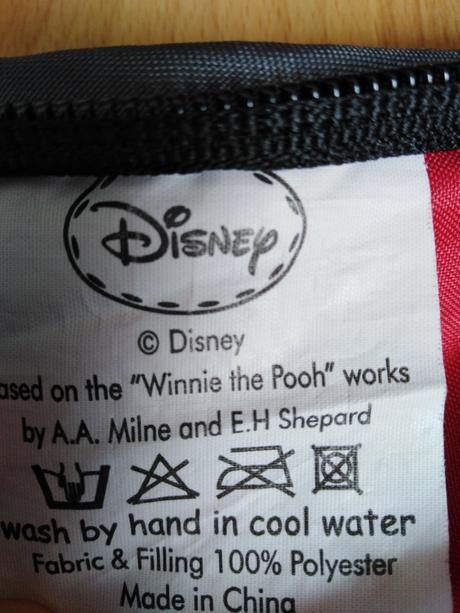 Disney
© Disney
ased on the "Winnie the Pooh" works
by A.A. Milne and E.H Shepard
wash by hand in cool water
Fabric & Filling 100% Polyester
Made in China